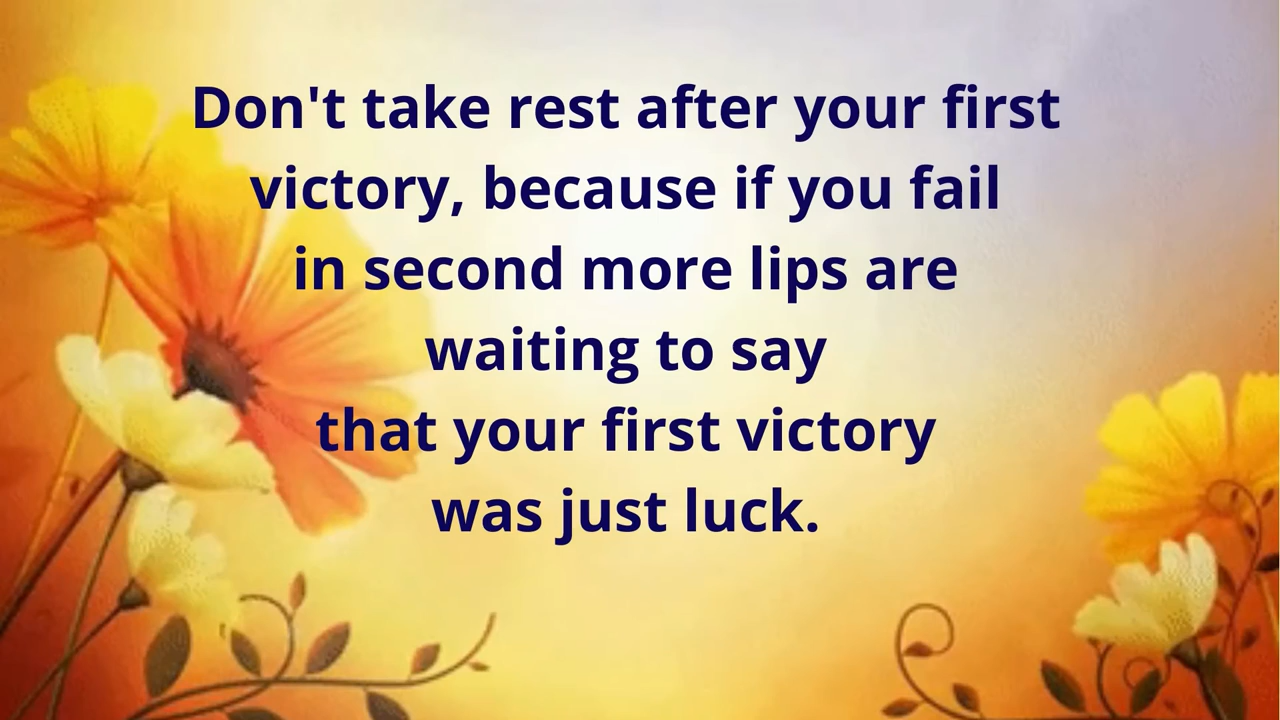 Don't take rest after your first
victory, because if you fail
in second more lips are
waiting to say
that your first victory
was just luck.